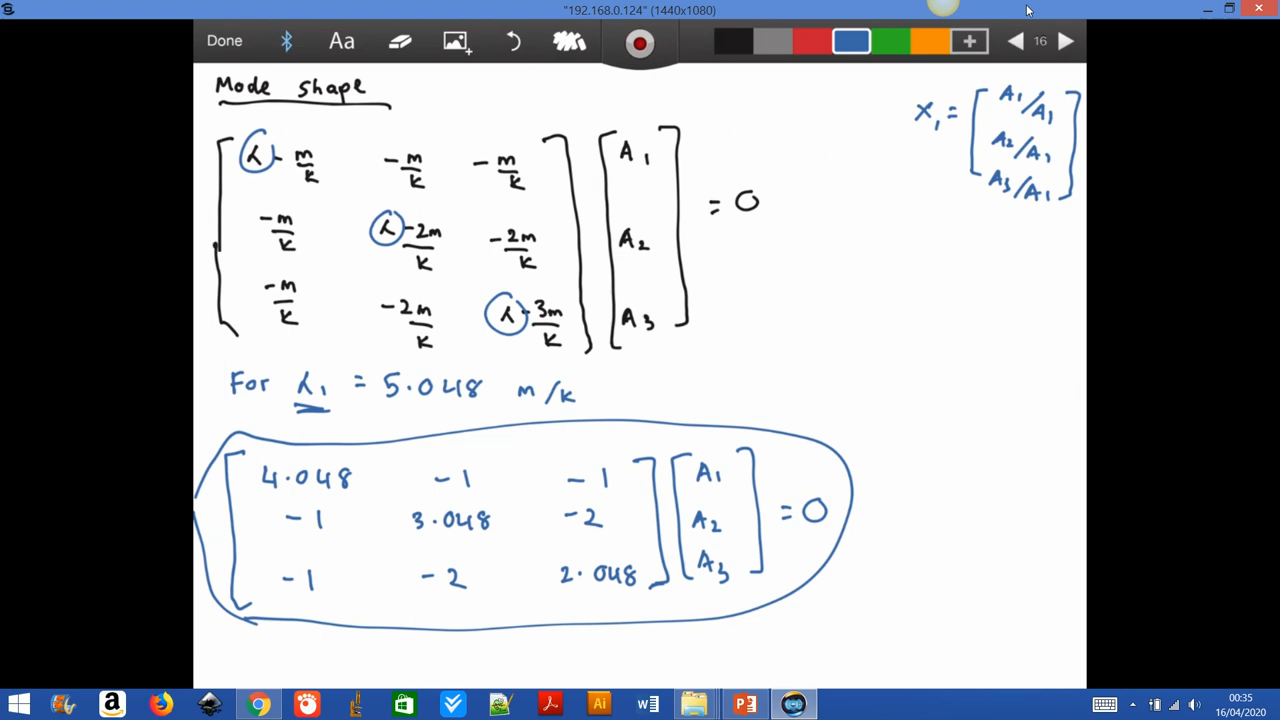 "192.168.0.124" (1440x1080)
Done Aa 16
Mode shape
X₁ = [ A₁/A₁
A₂/A₁
A₃/A₁ ]
[ λ - m/K   -m/K   -m/K ] [ A₁ ]
[ -m/K   λ - 2m/K   -2m/K ] [ A₂ ] = 0
[ -m/K   -2m/K   λ - 3m/K ] [ A₃ ]
For λ₁ = 5.048 m/k
[ 4.048   -1   -1 ] [ A₁ ]
[ -1   3.048   -2 ] [ A₂ ] = 0
[ -1   -2   2.048 ] [ A₃ ]
00:35
16/04/2020